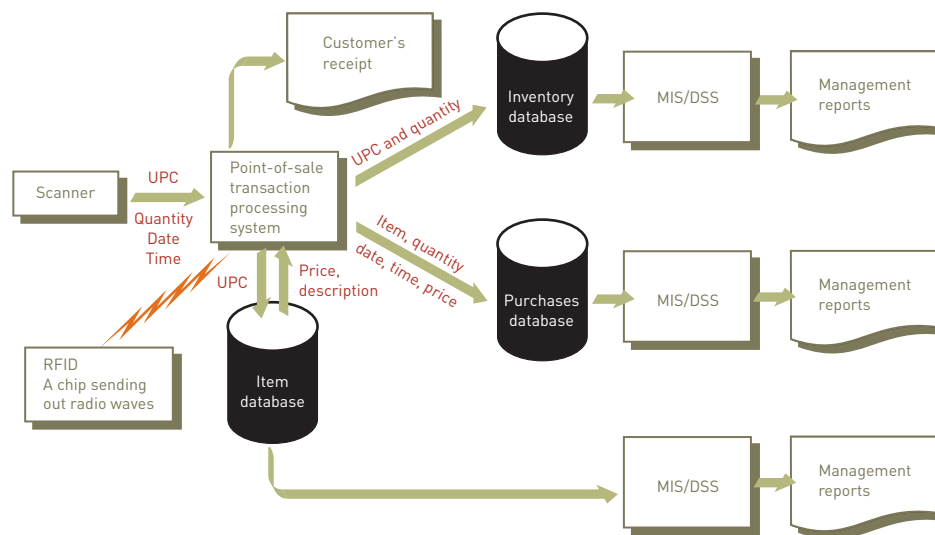 Customer's
receipt
Inventory
database
MIS/DSS
Management
reports
UPC and quantity
Scanner
UPC
Quantity
Date
Time
Point-of-sale
transaction
processing
system
Item, quantity
date, time, price
UPC
Price,
description
Purchases
database
MIS/DSS
Management
reports
RFID
A chip sending
out radio waves
Item
database
MIS/DSS
Management
reports